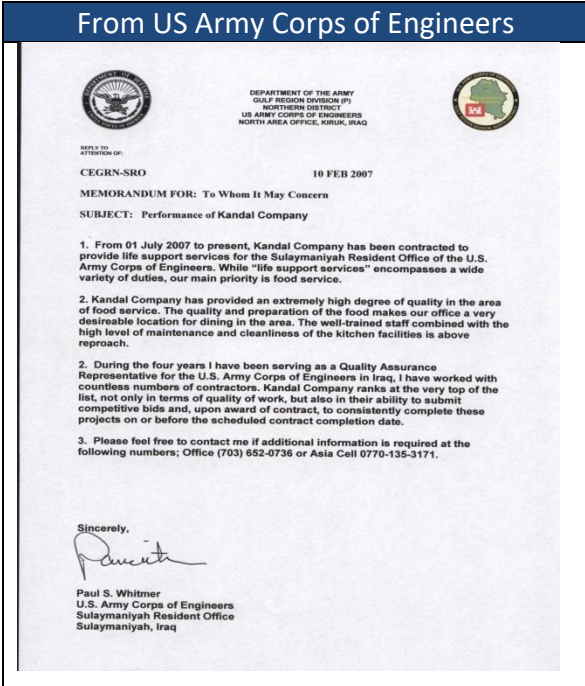 From US Army Corps of Engineers
DEPARTMENT OF THE ARMY
GULF REGION DIVISION (P)
NORTHERN DISTRICT
US ARMY CORPS OF ENGINEERS
NORTH AREA OFFICE, KIRUK, IRAQ
REPLY TO
ATTENTION OF:
CEGRN-SRO 10 FEB 2007
MEMORANDUM FOR: To Whom It May Concern
SUBJECT: Performance of Kandal Company
1. From 01 July 2007 to present, Kandal Company has been contracted to
provide life support services for the Sulaymaniyah Resident Office of the U.S.
Army Corps of Engineers. While "life support services" encompasses a wide
variety of duties, our main priority is food service.
2. Kandal Company has provided an extremely high degree of quality in the area
of food service. The quality and preparation of the food makes our office a very
desireable location for dining in the area. The well-trained staff combined with the
high level of maintenance and cleanliness of the kitchen facilities is above
reproach.
2. During the four years I have been serving as a Quality Assurance
Representative for the U.S. Army Corps of Engineers in Iraq, I have worked with
countless numbers of contractors. Kandal Company ranks at the very top of the
list, not only in terms of quality of work, but also in their ability to submit
competitive bids and, upon award of contract, to consistently complete these
projects on or before the scheduled contract completion date.
3. Please feel free to contact me if additional information is required at the
following numbers; Office (703) 652-0736 or Asia Cell 0770-135-3171.
Sincerely,
Paul S. Whitmer
U.S. Army Corps of Engineers
Sulaymaniyah Resident Office
Sulaymaniyah, Iraq